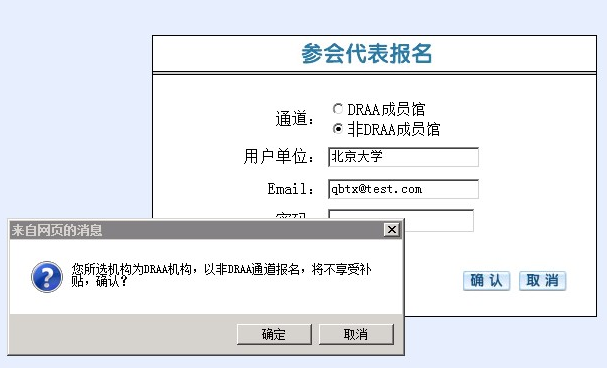 参会代表报名
通道： DRAA成员馆
非DRAA成员馆
用户单位： 北京大学
Email： qbtx@test.com
密码
来自网页的消息
您所选机构为DRAA机构，以非DRAA通道报名，将不享受补
贴，确认？
确认 取消
确定 取消